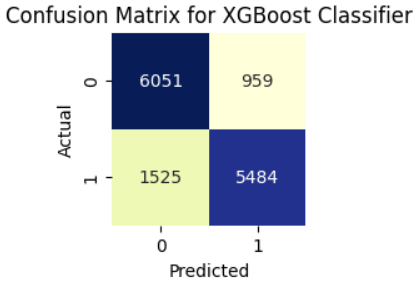 Confusion Matrix for XGBoost Classifier
0
6051
959
Actual
1
1525
5484
0
1
Predicted